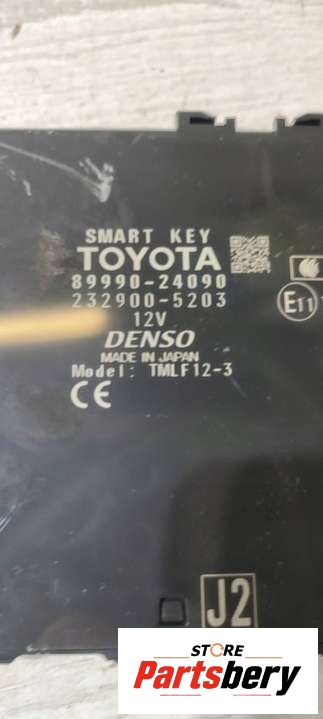 SMART KEY
TOYOTA
89990-24090
232900-5203
12V
DENSO
MADE IN JAPAN
Model: TMLF12-3
CE
E11
J2
STORE
Partsbery